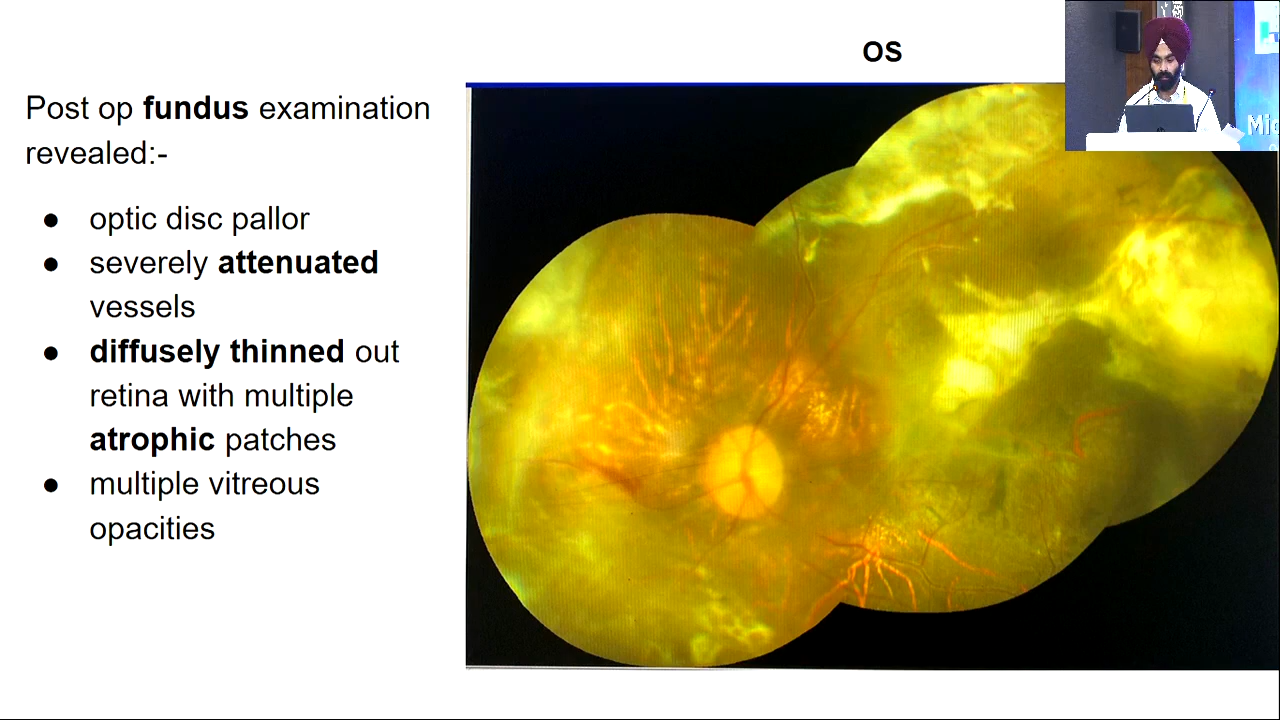 OS
Post op fundus examination
revealed:-
● optic disc pallor
● severely attenuated
vessels
● diffusely thinned out
retina with multiple
atrophic patches
● multiple vitreous
opacities